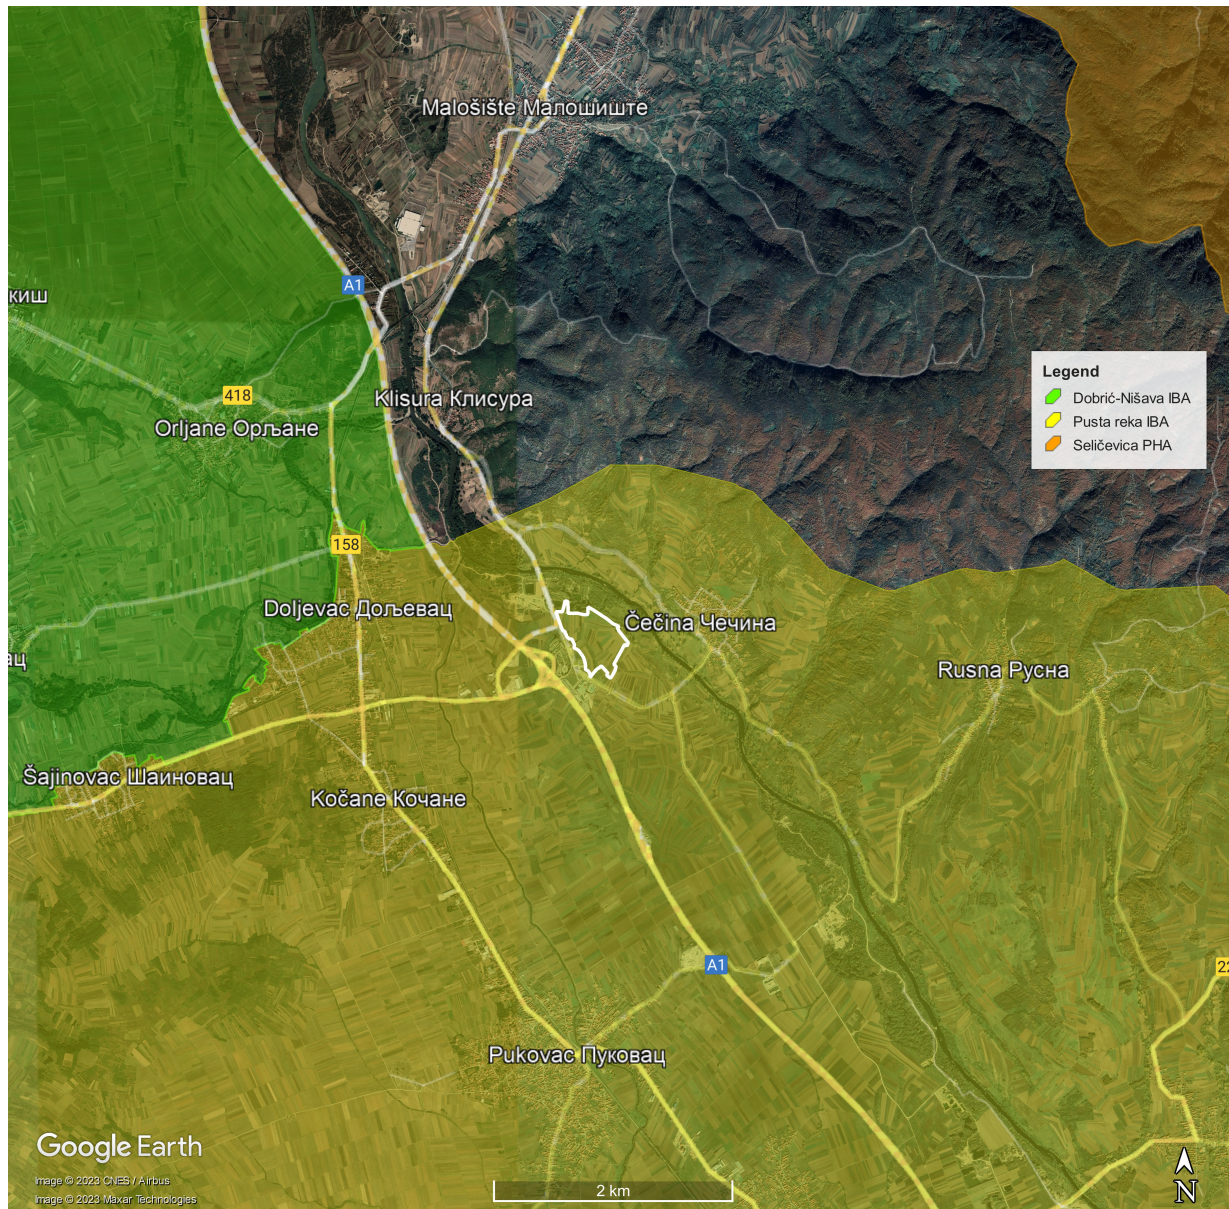 Malošište Малошиште
A1
киш
418
Klisura Клисура
Orljane Орљане
Legend
Dobrić-Nišava IBA
Pusta reka IBA
Seličevica PHA
158
Doljevac Дољевац
Čečina Чечина
ац
Rusna Русна
Šajinovac Шаиновац
Kočane Кочане
A1
22
Pukovac Пуковац
Google Earth
Image © 2023 CNES / Airbus
Image © 2023 Maxar Technologies
2 km
N